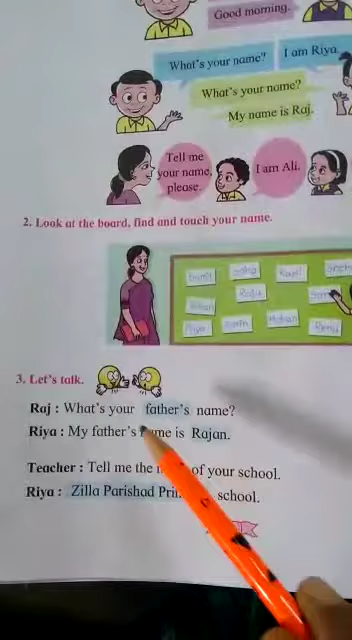 Good morning.
What's your name?
I am Riya.
What's your name?
My name is Raj.
Tell me
your name,
please.
I am Ali.
2. Look at the board, find and touch your name.
3. Let's talk.
Raj : What's your father's name?
Riya : My father's name is Rajan.
Teacher : Tell me the of your school.
Riya : Zilla Parishad school.